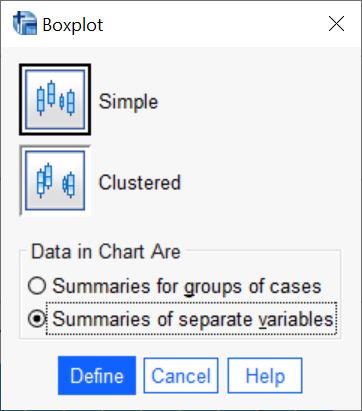 Boxplot
Simple
Clustered
Data in Chart Are
Summaries for groups of cases
Summaries of separate variables
Define Cancel Help